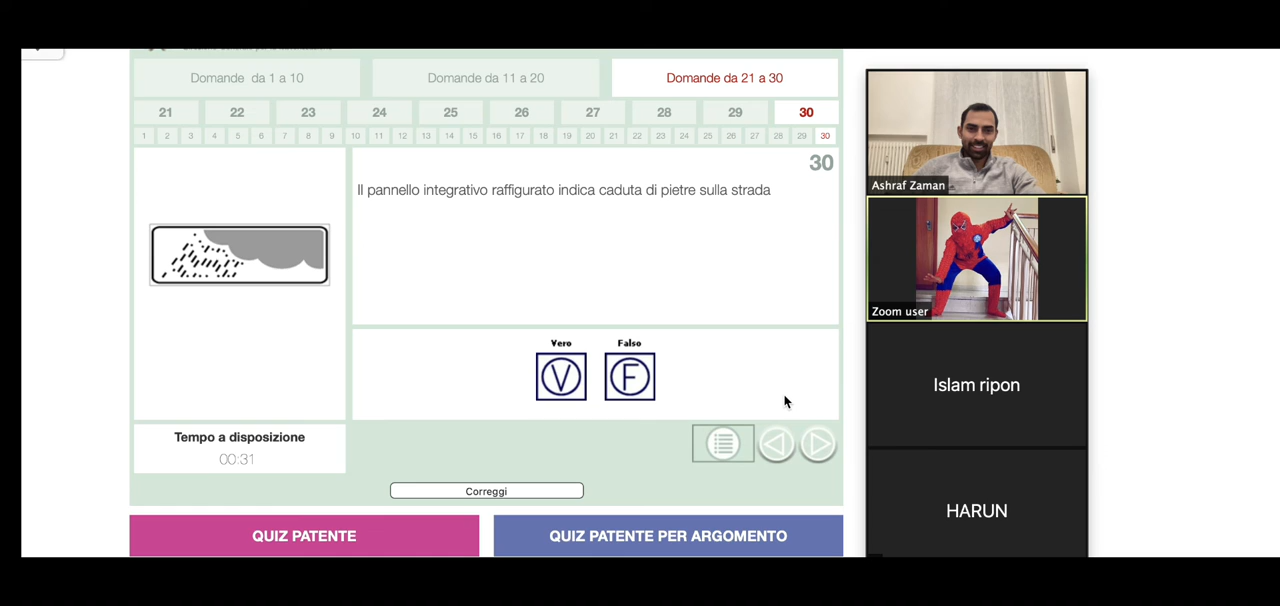 Domande da 1 a 10
Domande da 11 a 20
Domande da 21 a 30
21 22 23 24 25 26 27 28 29 30
1 2 3 4 5 6 7 8 9 10 11 12 13 14 15 16 17 18 19 20 21 22 23 24 25 26 27 28 29 30
30
Il pannello integrativo raffigurato indica caduta di pietre sulla strada
Vero Falso
V F
Tempo a disposizione
00:31
Correggi
QUIZ PATENTE
QUIZ PATENTE PER ARGOMENTO
Ashraf Zaman
Zoom user
Islam ripon
HARUN